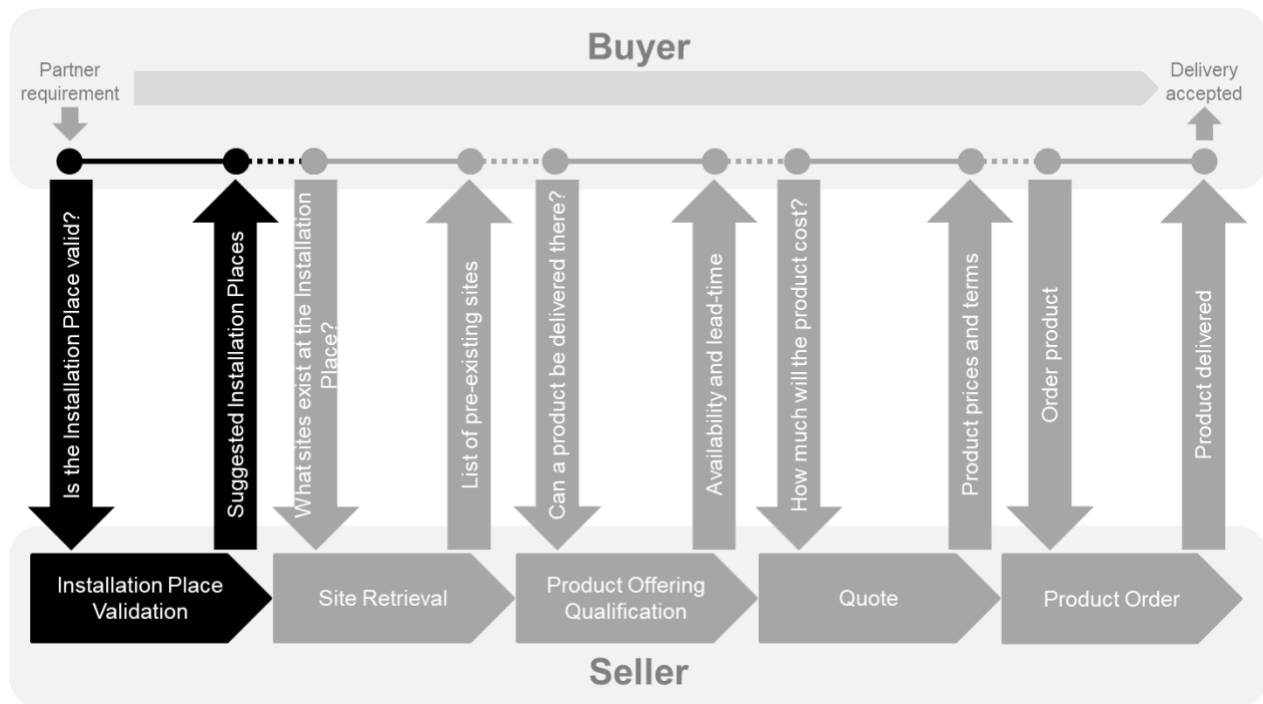 Buyer
Partner
requirement
Delivery
accepted
Is the Installation Place valid?
Suggested Installation Places
What sites exist at the Installation
Place?
List of pre-existing sites
Can a product be delivered there?
Availability and lead-time
How much will the product cost?
Product prices and terms
Order product
Product delivered
Installation Place
Validation
Site Retrieval
Product Offering
Qualification
Quote
Product Order
Seller